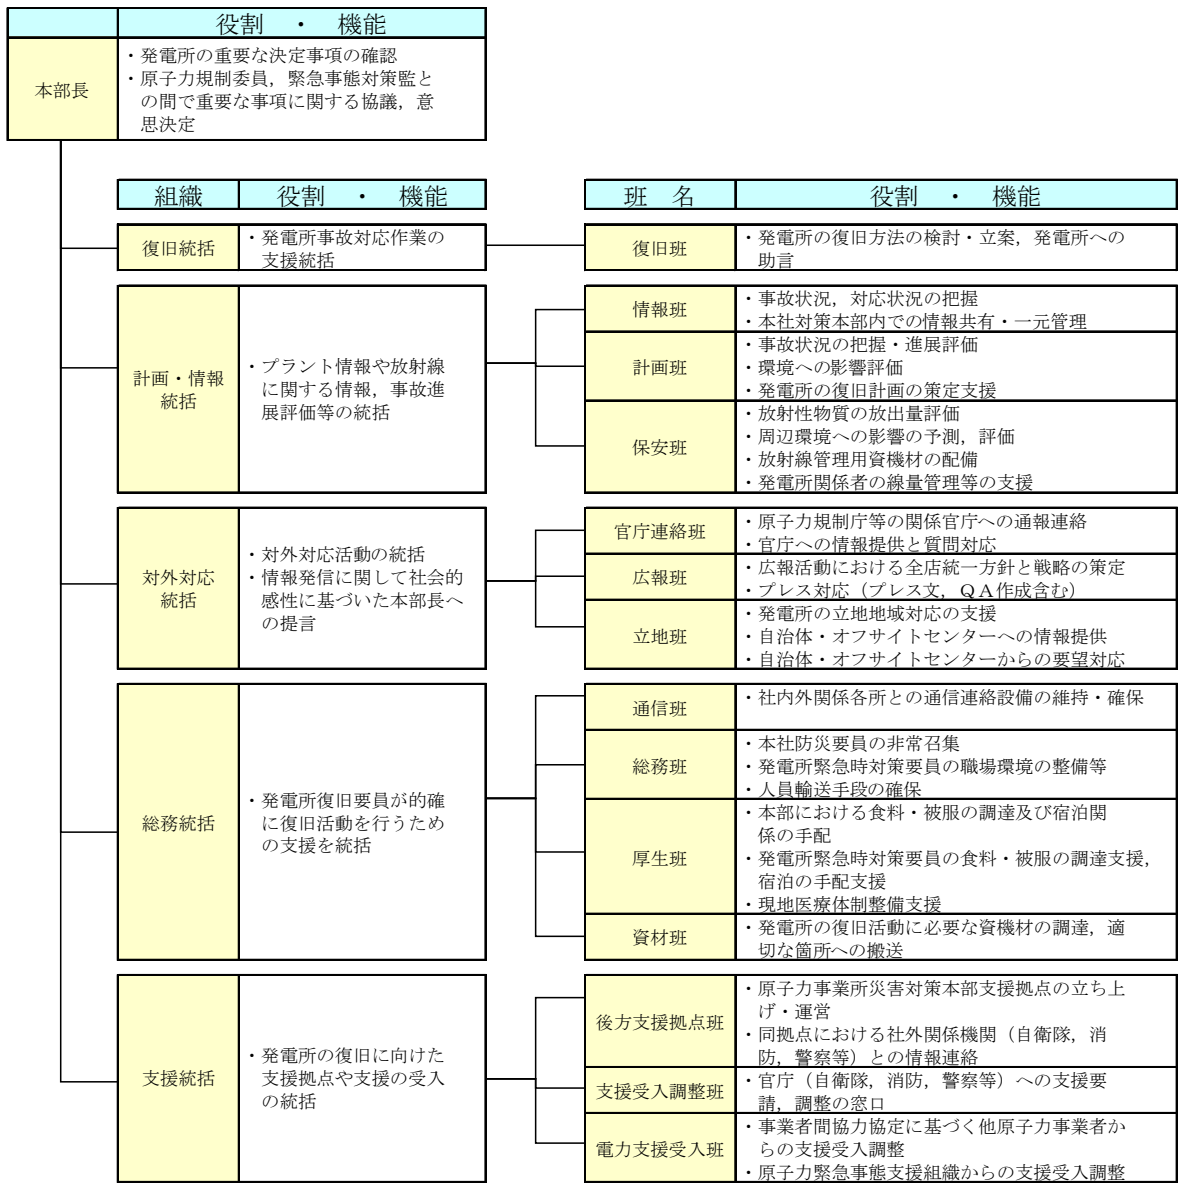 役割 ・ 機能
本部長
・発電所の重要な決定事項の確認
・原子力規制委員，緊急事態対策監と
の間で重要な事項に関する協議，意
思決定
組織
役割 ・ 機能
班 名
役割 ・ 機能
復旧統括
・発電所事故対応作業の
支援統括
復旧班
・発電所の復旧方法の検討・立案，発電所への
助言
計画・情報
統括
・プラント情報や放射線
に関する情報，事故進
展評価等の統括
情報班
・事故状況，対応状況の把握
・本社対策本部内での情報共有・一元管理
計画班
・事故状況の把握・進展評価
・環境への影響評価
・発電所の復旧計画の策定支援
保安班
・放射性物質の放出量評価
・周辺環境への影響の予測，評価
・放射線管理用資機材の配備
・発電所関係者の線量管理等の支援
対外対応
統括
・対外対応活動の統括
・情報発信に関して社会的
感性に基づいた本部長へ
の提言
官庁連絡班
・原子力規制庁等の関係官庁への通報連絡
・官庁への情報提供と質問対応
広報班
・広報活動における全店統一方針と戦略の策定
・プレス対応（プレス文，ＱＡ作成含む）
立地班
・発電所の立地地域対応の支援
・自治体・オフサイトセンターへの情報提供
・自治体・オフサイトセンターからの要望対応
総務統括
・発電所復旧要員が的確
に復旧活動を行うため
の支援を統括
通信班
・社内外関係各所との通信連絡設備の維持・確保
総務班
・本社防災要員の非常召集
・発電所緊急時対策要員の職場環境の整備等
・人員輸送手段の確保
厚生班
・本部における食料・被服の調達及び宿泊関
係の手配
・発電所緊急時対策要員の食料・被服の調達支援，
宿泊の手配支援
・現地医療体制整備支援
資材班
・発電所の復旧活動に必要な資機材の調達，適
切な箇所への搬送
支援統括
・発電所の復旧に向けた
支援拠点や支援の受入
の統括
後方支援拠点班
・原子力事業所災害対策本部支援拠点の立ち上
げ・運営
・同拠点における社外関係機関（自衛隊，消
防，警察等）との情報連絡
支援受入調整班
・官庁（自衛隊，消防，警察等）への支援要
請，調整の窓口
電力支援受入班
・事業者間協力協定に基づく他原子力事業者か
らの支援受入調整
・原子力緊急事態支援組織からの支援受入調整